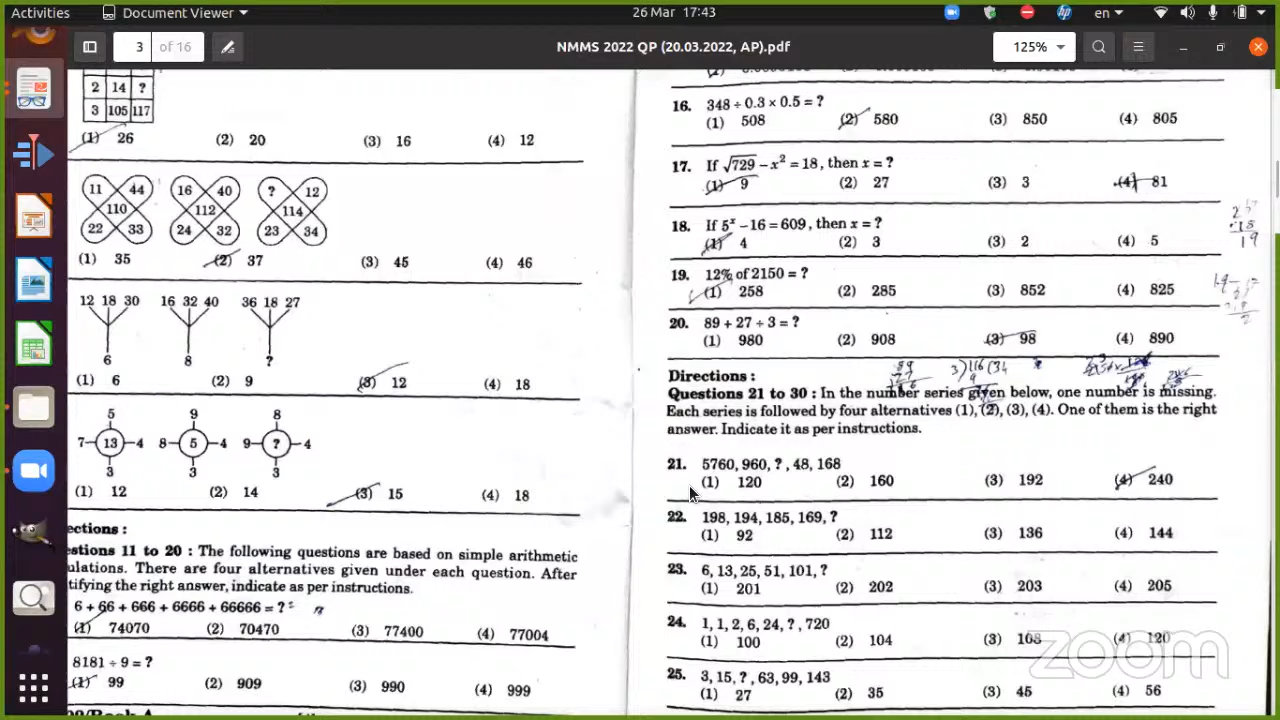 Activities
Document Viewer
26 Mar 17:43
en
3 of 16
NMMS 2022 QP (20.03.2022, AP).pdf
125%
2 14 ?
3 105 117
(1) 26 (2) 20 (3) 16 (4) 12
11 44 16 40 ? 12
110 112 114
22 33 24 32 23 34
(1) 35 (2) 37 (3) 45 (4) 46
12 18 30 16 32 40 36 18 27
6 8 ?
(1) 6 (2) 9 (3) 12 (4) 18
5 9 8
7 13 4 8 5 4 9 ? 4
3 3 3
(1) 12 (2) 14 (3) 15 (4) 18
ections :
stions 11 to 20 : The following questions are based on simple arithmetic
ulations. There are four alternatives given under each question. After
tifying the right answer, indicate as per instructions.
6 + 66 + 666 + 6666 + 66666 = ?
(1) 74070 (2) 70470 (3) 77400 (4) 77004
8181 ÷ 9 = ?
(1) 99 (2) 909 (3) 990 (4) 999
16. 348 ÷ 0.3 × 0.5 = ?
(1) 508 (2) 580 (3) 850 (4) 805
17. If √729 – x² = 18, then x = ?
(1) 9 (2) 27 (3) 3 (4) 81
18. If 5ˣ – 16 = 609, then x = ?
(1) 4 (2) 3 (3) 2 (4) 5
19. 12% of 2150 = ?
(1) 258 (2) 285 (3) 852 (4) 825
20. 89 + 27 ÷ 3 = ?
(1) 980 (2) 908 (3) 98 (4) 890
Directions :
Questions 21 to 30 : In the number series given below, one number is missing.
Each series is followed by four alternatives (1), (2), (3), (4). One of them is the right
answer. Indicate it as per instructions.
21. 5760, 960, ? , 48, 168
(1) 120 (2) 160 (3) 192 (4) 240
22. 198, 194, 185, 169, ?
(1) 92 (2) 112 (3) 136 (4) 144
23. 6, 13, 25, 51, 101, ?
(1) 201 (2) 202 (3) 203 (4) 205
24. 1, 1, 2, 6, 24, ? , 720
(1) 100 (2) 104 (3) 108 (4) 120
25. 3, 15, ? , 63, 99, 143
(1) 27 (2) 35 (3) 45 (4) 56
zoom